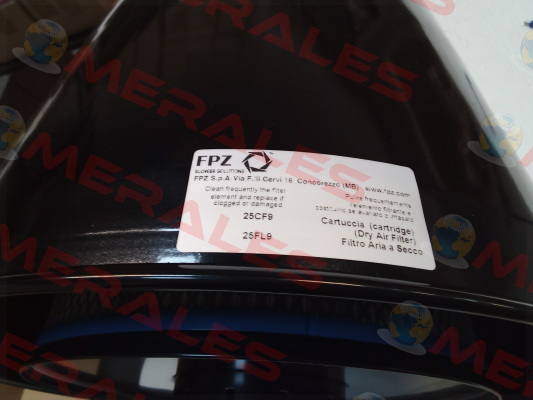 MERALES
FPZ
BLOWER SOLUTIONS
FPZ S.p.A. Via F.lli Cervi 16 Concorezzo (MB) www.fpz.com
Clean frequently the filter
element and replace if
clogged or damaged.
Pulire frequentemente
l'elemento filtrante e
sostituirlo se avariato o intasato
25CF9
Cartuccia (cartridge)
25FL9
(Dry Air Filter)
Filtro Aria a Secco
MERALES
MERALES